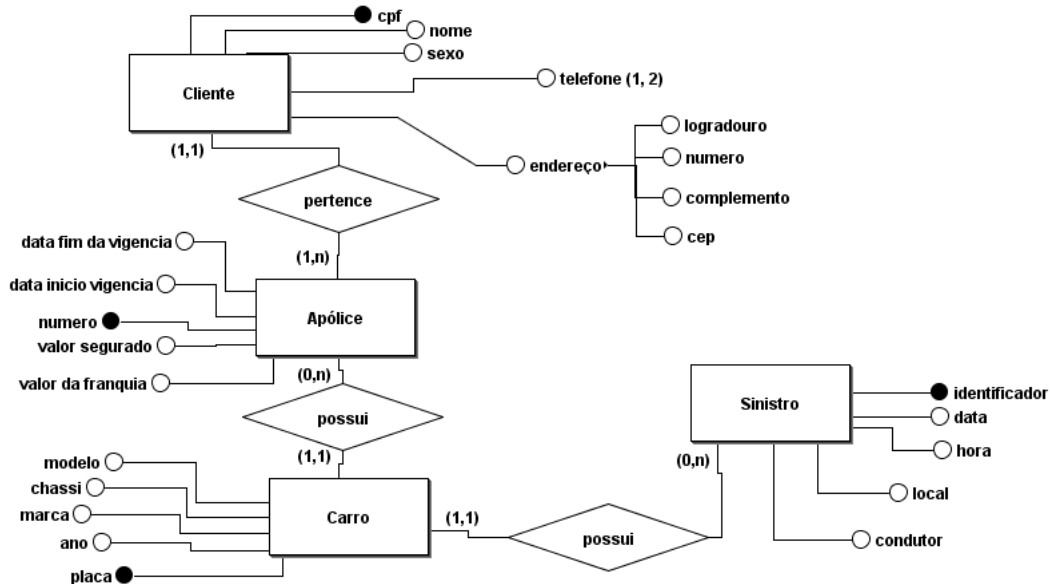 cpf
nome
sexo
Cliente
telefone (1, 2)
logradouro
numero
complemento
cep
endereço
(1,1)
pertence
(1,n)
data fim da vigencia
data inicio vigencia
numero
valor segurado
valor da franquia
Apólice
(0,n)
possui
(1,1)
modelo
chassi
marca
ano
placa
Carro
(1,1)
possui
(0,n)
Sinistro
identificador
data
hora
local
condutor